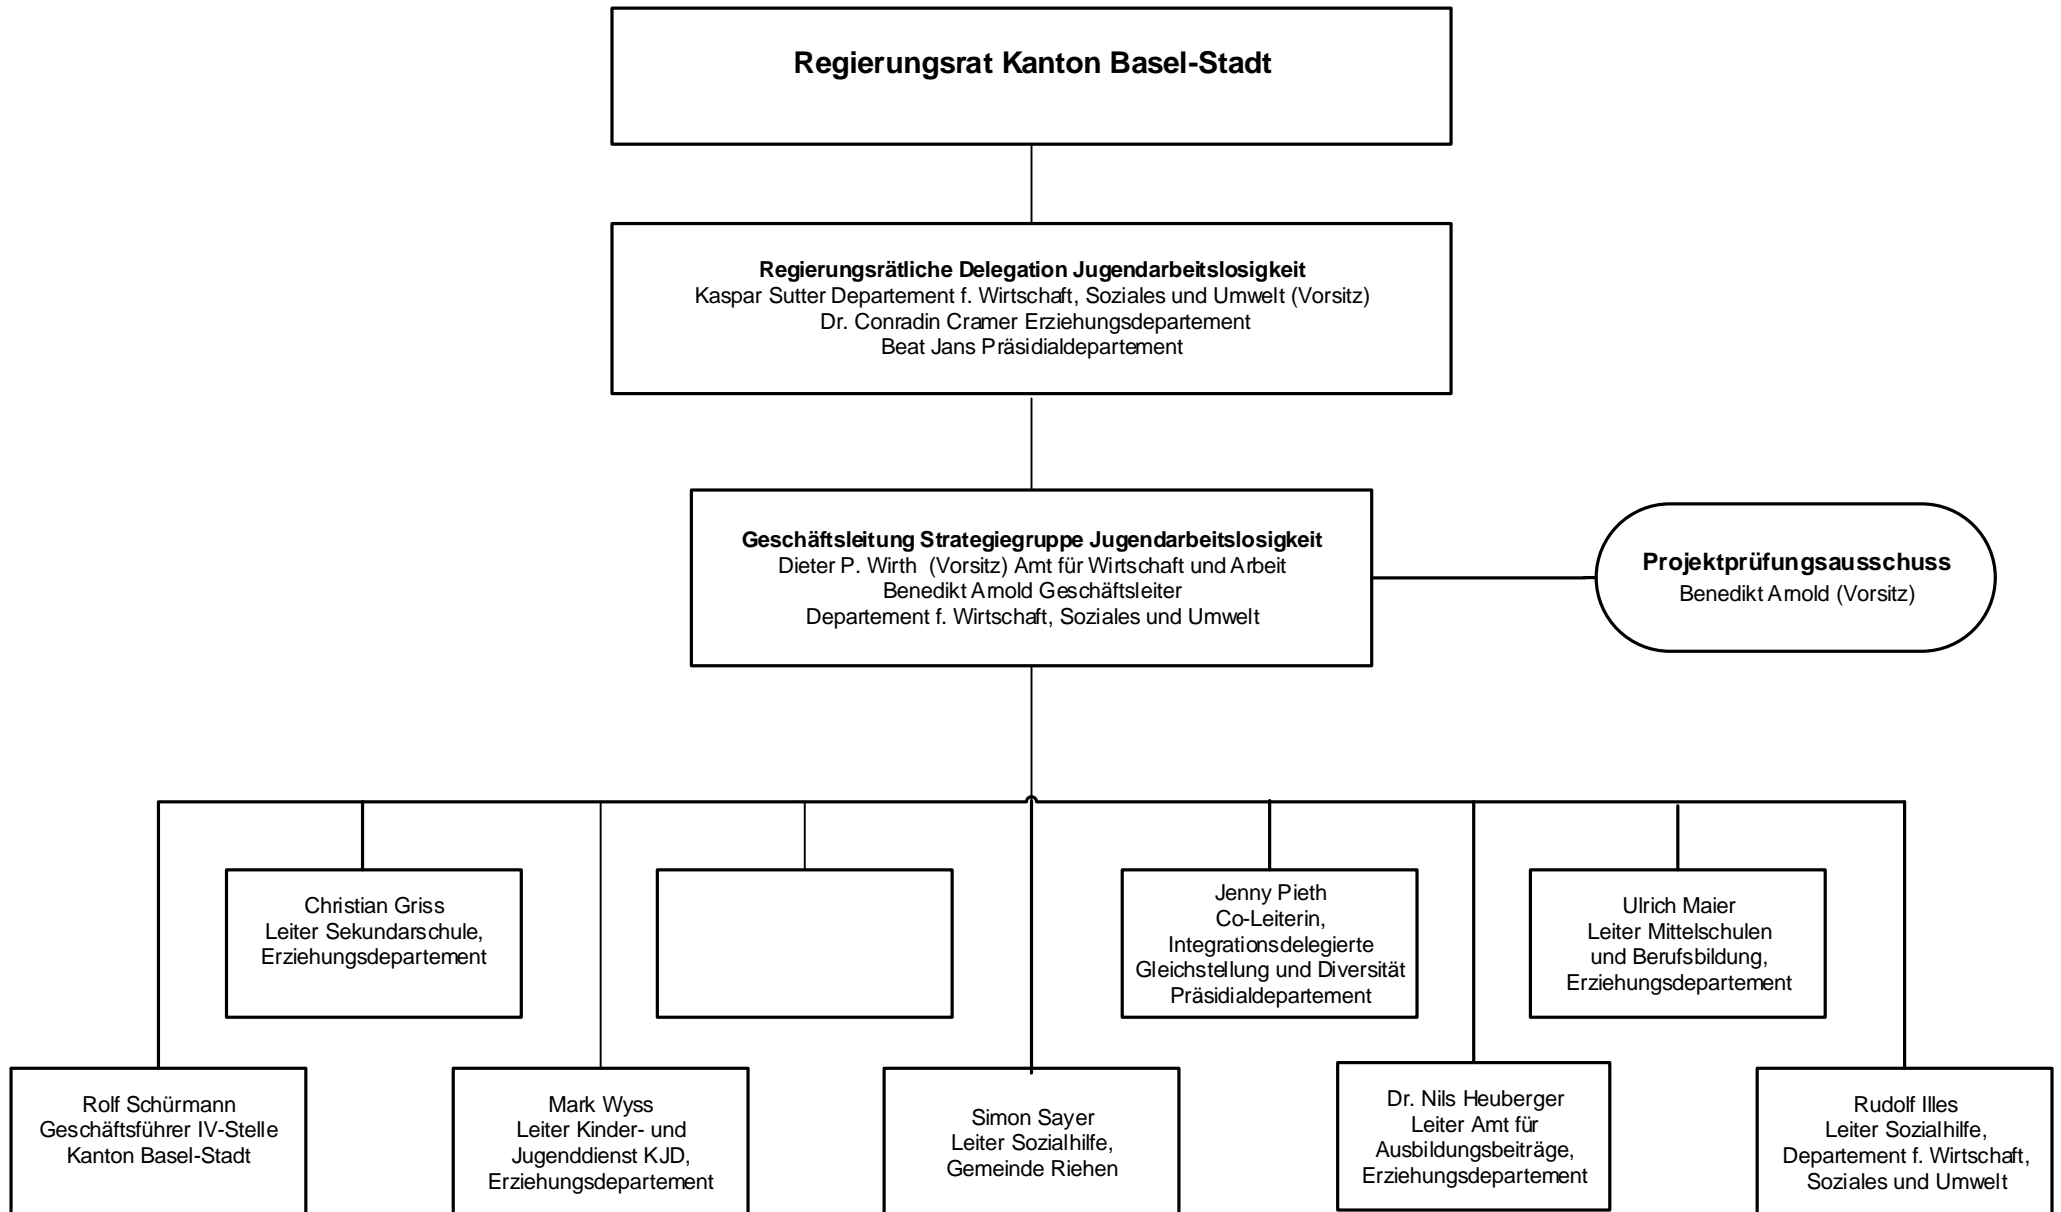 Regierungsrat Kanton Basel-Stadt
Regierungsrätliche Delegation Jugendarbeitslosigkeit
Kaspar Sutter Departement f. Wirtschaft, Soziales und Umwelt (Vorsitz)
Dr. Conradin Cramer Erziehungsdepartement
Beat Jans Präsidialdepartement
Geschäftsleitung Strategiegruppe Jugendarbeitslosigkeit
Dieter P. Wirth (Vorsitz) Amt für Wirtschaft und Arbeit
Benedikt Arnold Geschäftsleiter
Departement f. Wirtschaft, Soziales und Umwelt
Projektprüfungsausschuss
Benedikt Arnold (Vorsitz)
Christian Griss
Leiter Sekundarschule,
Erziehungsdepartement
Jenny Pieth
Co-Leiterin,
Integrationsdelegierte
Gleichstellung und Diversität
Präsidialdepartement
Ulrich Maier
Leiter Mittelschulen
und Berufsbildung,
Erziehungsdepartement
Rolf Schürmann
Geschäftsführer IV-Stelle
Kanton Basel-Stadt
Mark Wyss
Leiter Kinder- und
Jugenddienst KJD,
Erziehungsdepartement
Simon Sayer
Leiter Sozialhilfe,
Gemeinde Riehen
Dr. Nils Heuberger
Leiter Amt für
Ausbildungsbeiträge,
Erziehungsdepartement
Rudolf Illes
Leiter Sozialhilfe,
Departement f. Wirtschaft,
Soziales und Umwelt